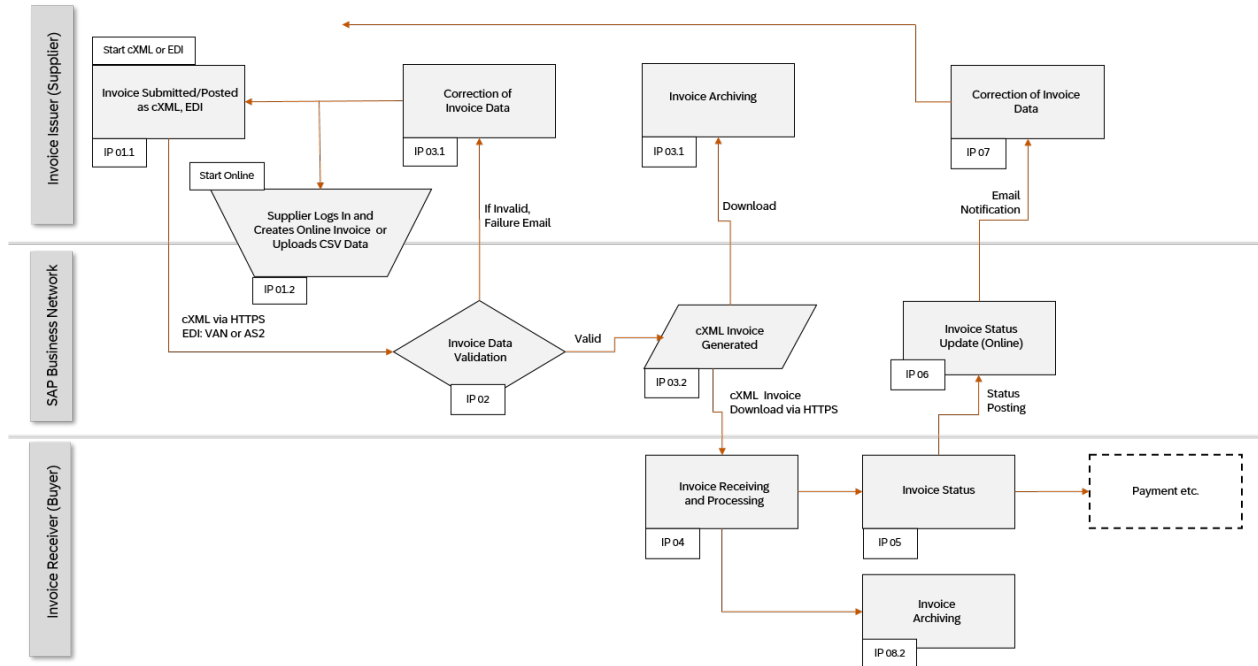 Invoice Issuer (Supplier)
Start cXML or EDI
Invoice Submitted/Posted
as cXML, EDI
IP 01.1
Correction of
Invoice Data
IP 03.1
Invoice Archiving
IP 03.1
Correction of Invoice
Data
IP 07
Start Online
Supplier Logs In and
Creates Online Invoice or
Uploads CSV Data
IP 01.2
If Invalid,
Failure Email
Download
Email
Notification
SAP Business Network
cXML via HTTPS
EDI: VAN or AS2
Invoice Data
Validation
IP 02
Valid
cXML Invoice
Generated
IP 03.2
Invoice Status
Update (Online)
IP 06
cXML Invoice
Download via HTTPS
Status
Posting
Invoice Receiver (Buyer)
Invoice Receiving
and Processing
IP 04
Invoice Status
IP 05
Payment etc.
Invoice
Archiving
IP 08.2